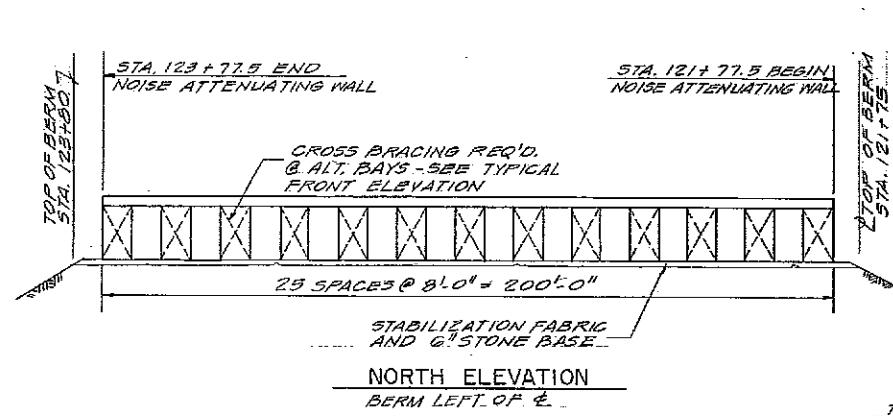 STA. 123 + 77.5 END
NOISE ATTENUATING WALL
STA. 121 + 77.5 BEGIN
NOISE ATTENUATING WALL
TOP OF BERM
STA. 123+80
TOP OF BERM
STA. 121+75
CROSS BRACING REQ'D.
@ ALT. BAYS - SEE TYPICAL
FRONT ELEVATION
25 SPACES @ 8'-0" = 200'-0"
STABILIZATION FABRIC
AND 6" STONE BASE
NORTH ELEVATION
BERM LEFT OF ℄